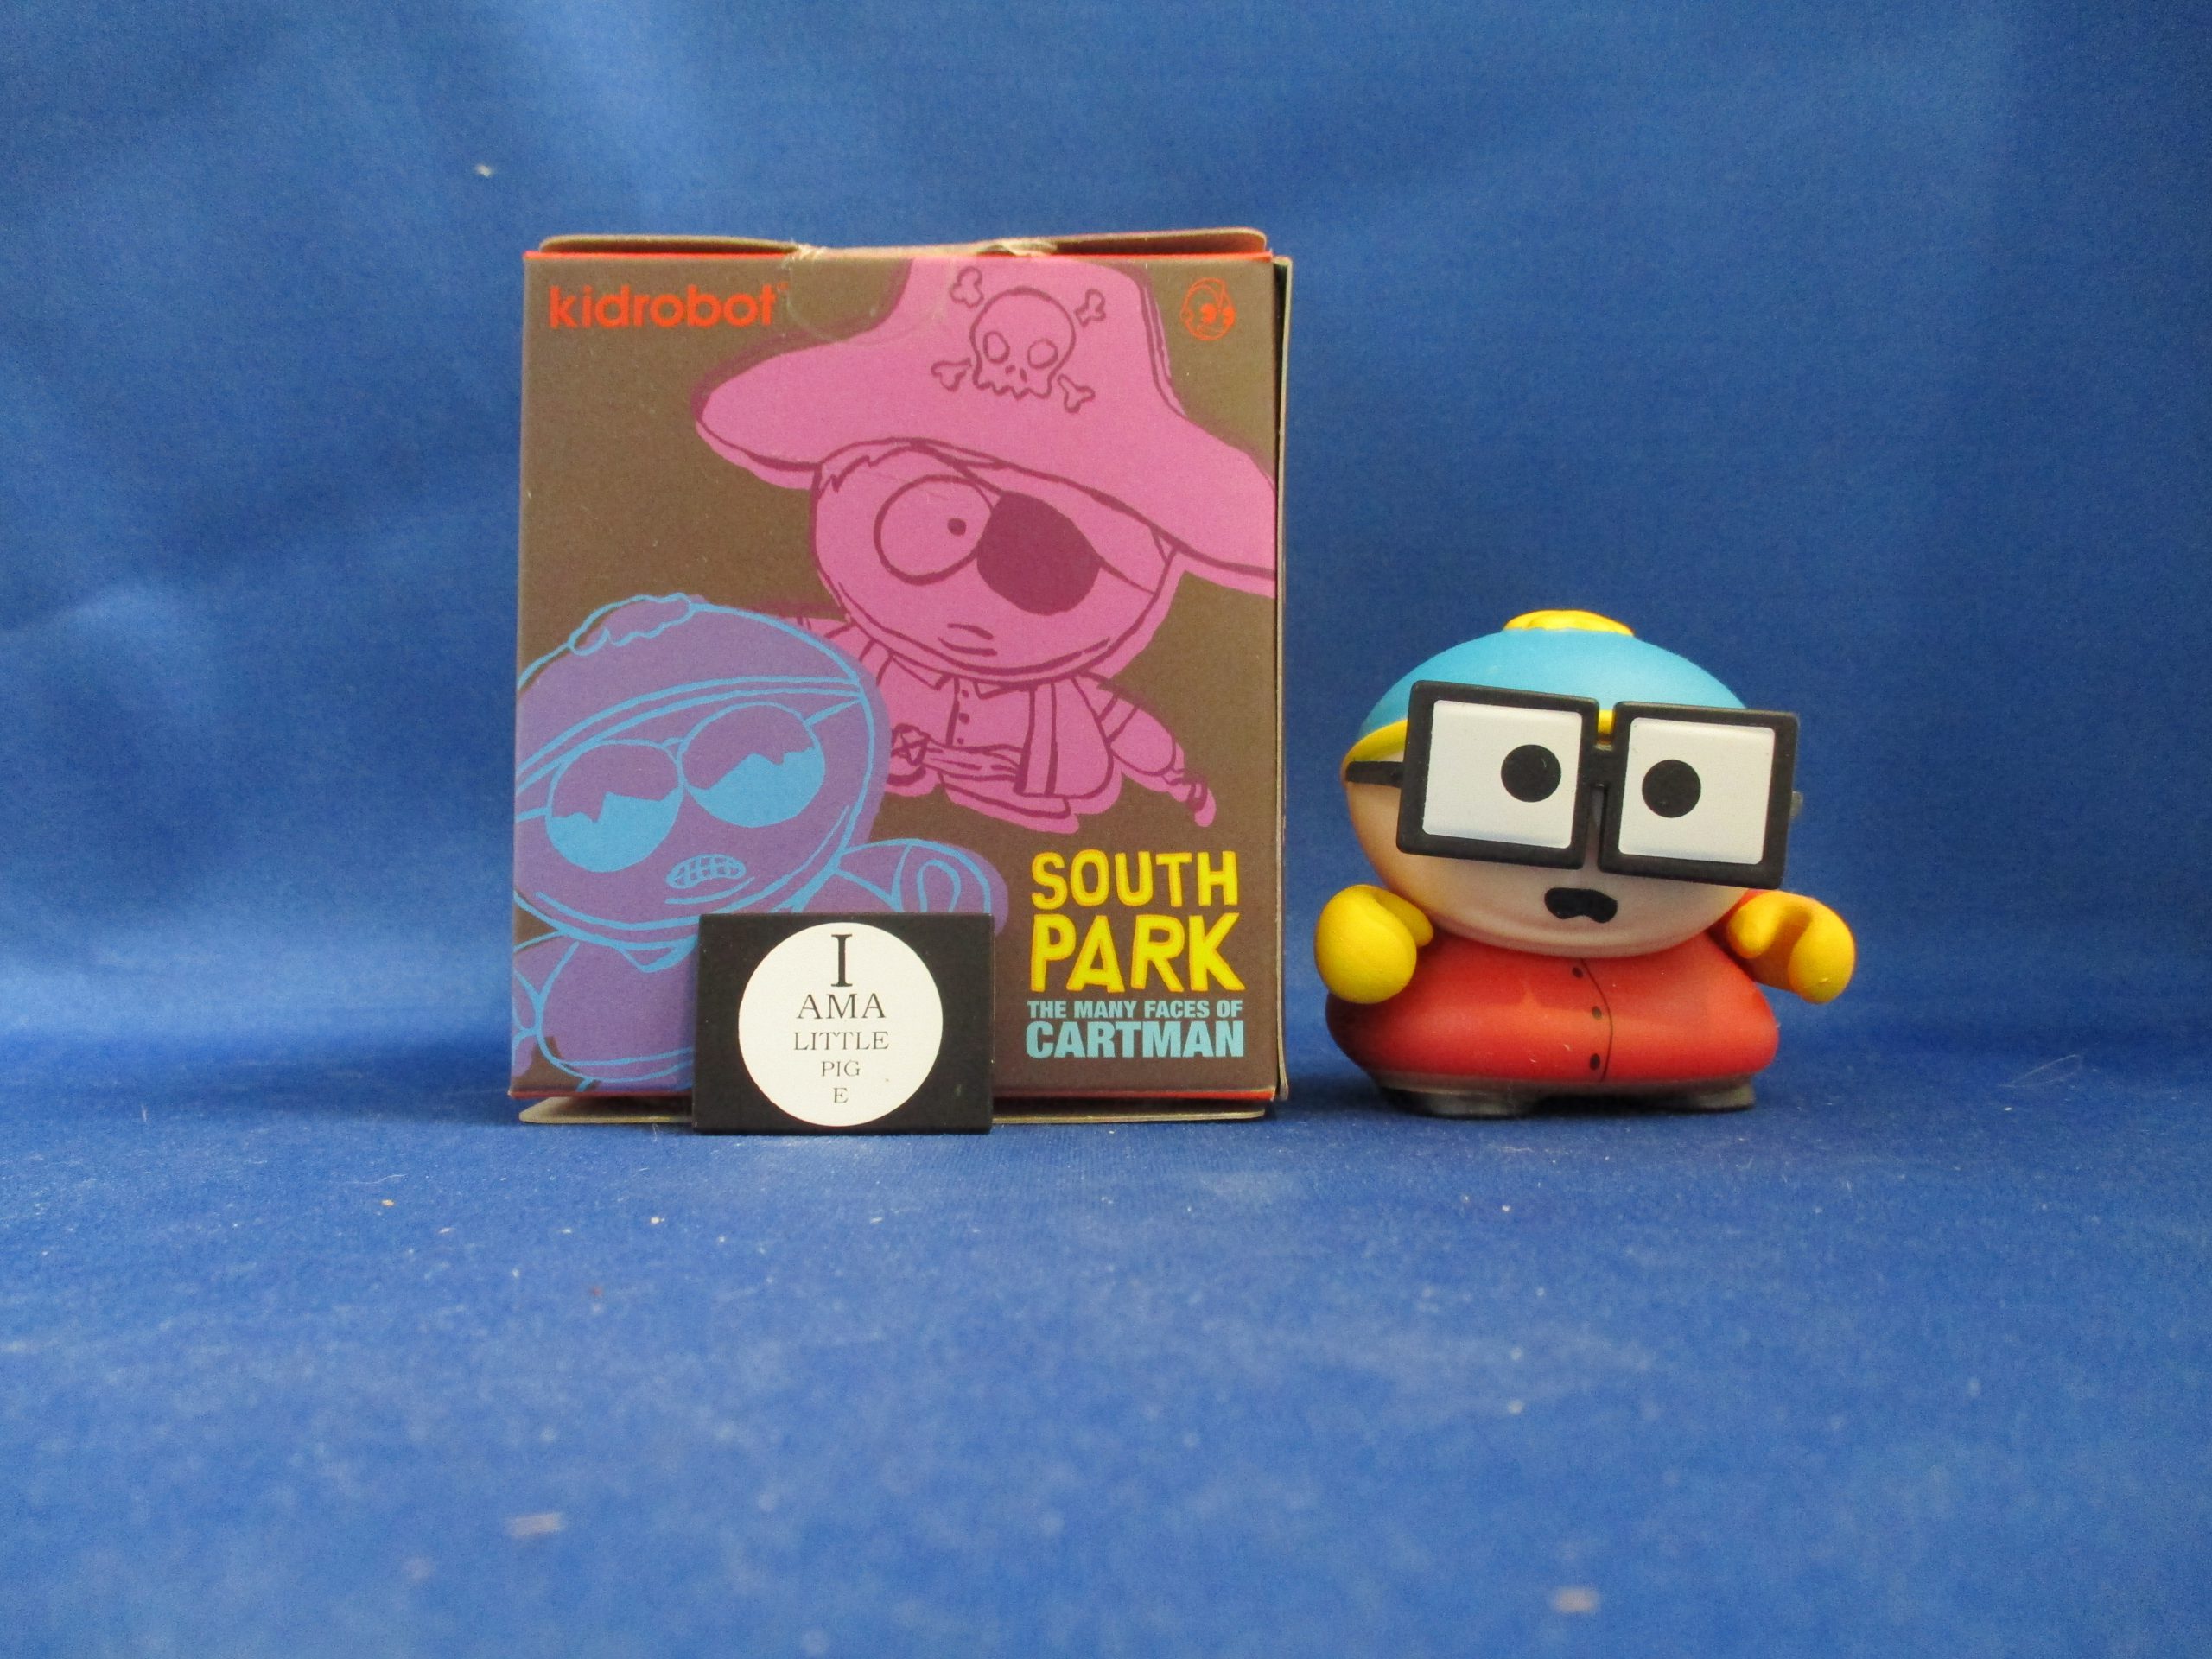 kidrobot
SOUTH
PARK
THE MANY FACES OF
CARTMAN
I
AMA
LITTLE
PIG
E